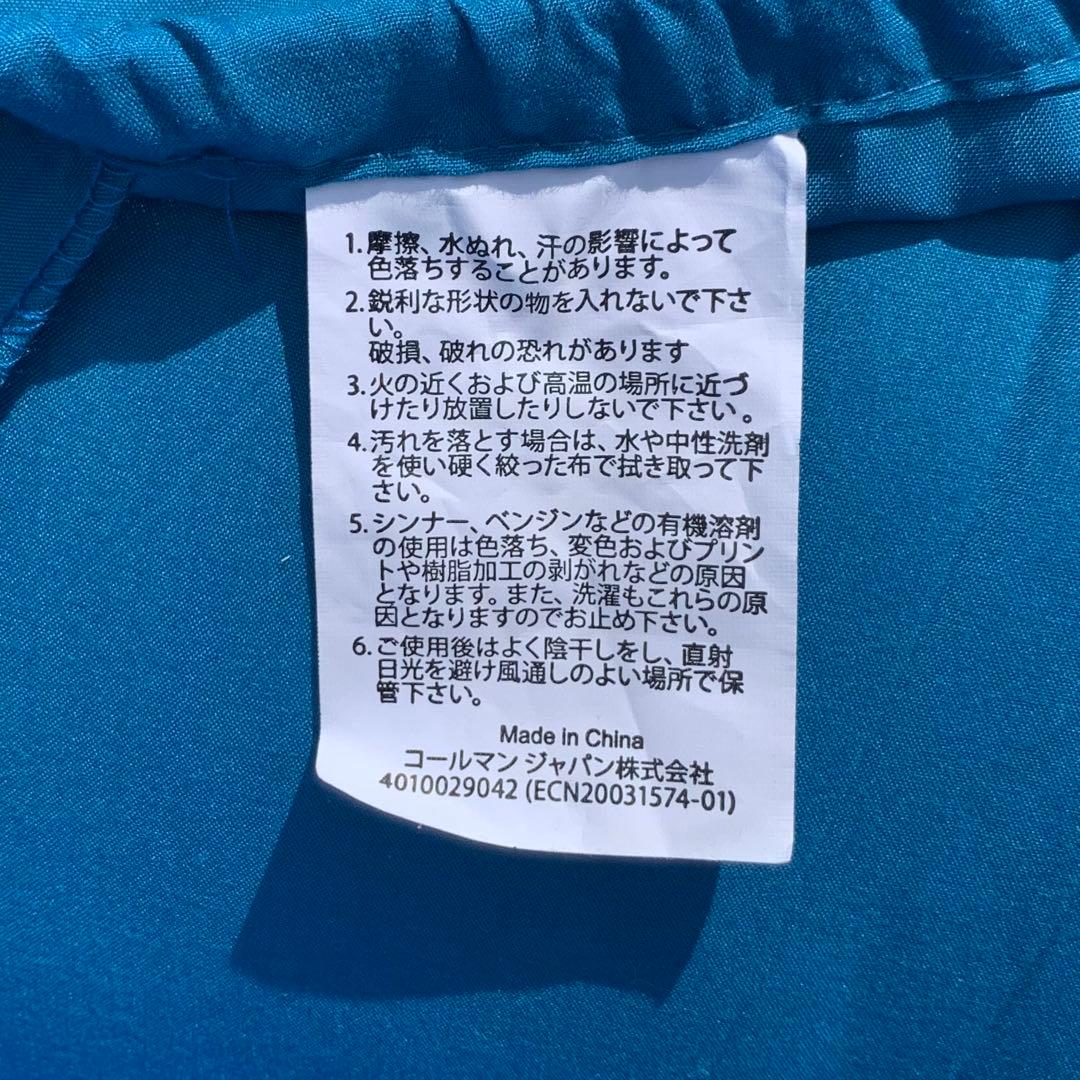 1.摩擦、水ぬれ、汗の影響によって
色落ちすることがあります。
2.鋭利な形状の物を入れないで下さ
い。
破損、破れの恐れがあります
3.火の近くおよび高温の場所に近づ
けたり放置したりしないで下さい。
4.汚れを落とす場合は、水や中性洗剤
を使い硬く絞った布で拭き取って下
さい。
5.シンナー、ベンジンなどの有機溶剤
の使用は色落ち、変色およびプリン
トや樹脂加工の剥がれなどの原因
となります。また、洗濯もこれらの原
因となりますのでお止め下さい。
6.ご使用後はよく陰干しをし、直射
日光を避け風通しのよい場所で保
管下さい。
Made in China
コールマン ジャパン株式会社
4010029042 (ECN20031574-01)